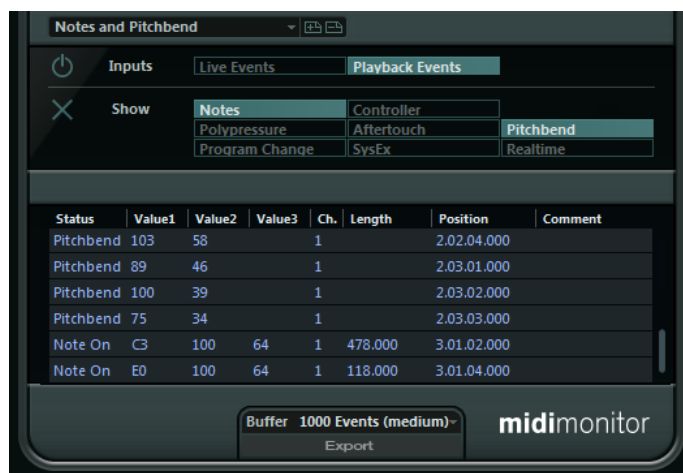 Notes and Pitchbend
Inputs Live Events Playback Events
Show Notes Controller
Polypressure Aftertouch Pitchbend
Program Change SysEx Realtime
Status Value1 Value2 Value3 Ch. Length Position Comment
Pitchbend 103 58 1 2.02.04.000
Pitchbend 89 46 1 2.03.01.000
Pitchbend 100 39 1 2.03.02.000
Pitchbend 75 34 1 2.03.03.000
Note On C3 100 64 1 478.000 3.01.02.000
Note On E0 100 64 1 118.000 3.01.04.000
Buffer 1000 Events (medium)
Export
midimonitor